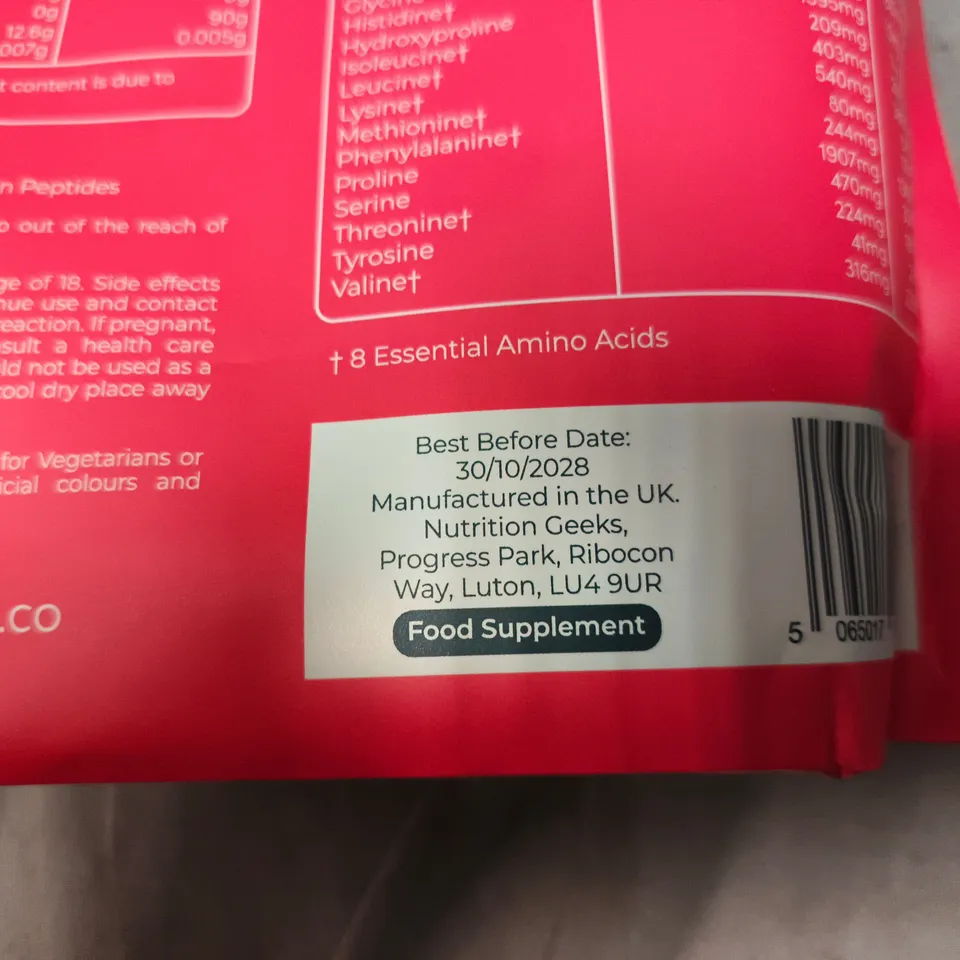 0g
12.6g
007g
90g
0.005g
t content is due to
n Peptides
out of the reach of
ge of 18. Side effects
nue use and contact
reaction. If pregnant,
sult a health care
ld not be used as a
cool dry place away
for Vegetarians or
icial colours and
.CO
Glycine
Histidine†
Hydroxyproline
Isoleucine†
Leucine†
Lysine†
Methionine†
Phenylalanine†
Proline
Serine
Threonine†
Tyrosine
Valine†
209mg
403mg
540mg
80mg
244mg
1907mg
470mg
224mg
41mg
316mg
† 8 Essential Amino Acids
Best Before Date:
30/10/2028
Manufactured in the UK.
Nutrition Geeks,
Progress Park, Ribocon
Way, Luton, LU4 9UR
Food Supplement
5 065017